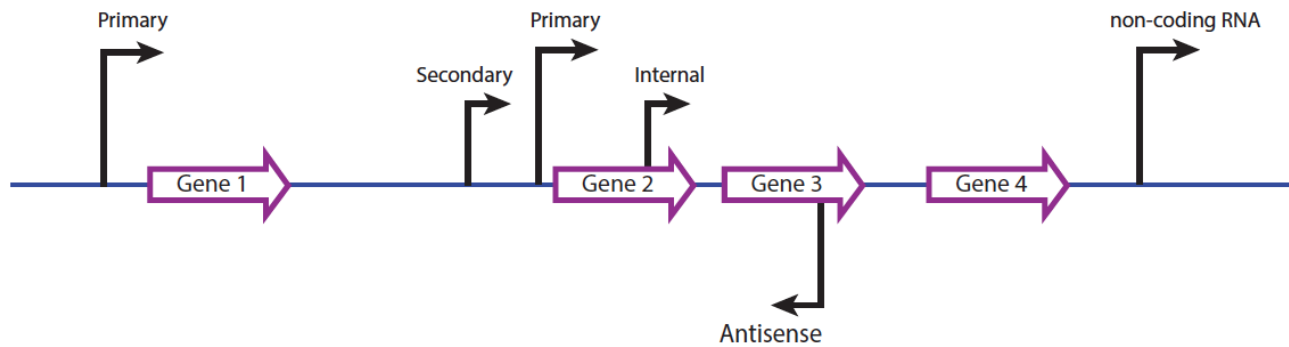 Primary
Primary
non-coding RNA
Secondary
Internal
Gene 1
Gene 2
Gene 3
Gene 4
Antisense